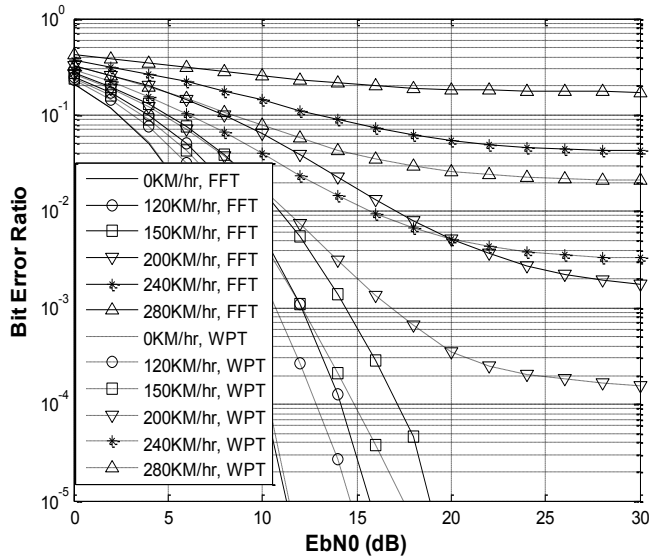 10^0
10^-1
10^-2
10^-3
10^-4
10^-5
Bit Error Ratio
0KM/hr, FFT
120KM/hr, FFT
150KM/hr, FFT
200KM/hr, FFT
240KM/hr, FFT
280KM/hr, FFT
0KM/hr, WPT
120KM/hr, WPT
150KM/hr, WPT
200KM/hr, WPT
240KM/hr, WPT
280KM/hr, WPT
0 5 10 15 20 25 30
EbN0 (dB)